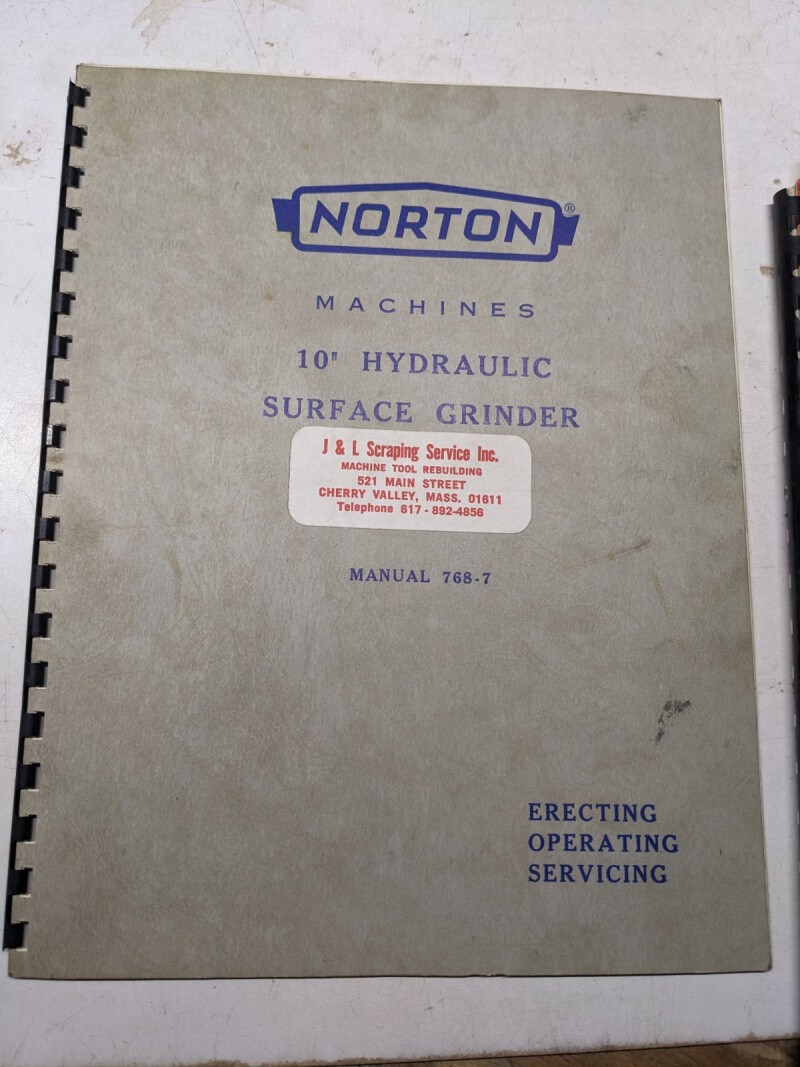 NORTON®
MACHINES
10" HYDRAULIC
SURFACE GRINDER
J & L Scraping Service Inc.
MACHINE TOOL REBUILDING
521 MAIN STREET
CHERRY VALLEY, MASS. 01611
Telephone 617-892-4856
MANUAL 768-7
ERECTING
OPERATING
SERVICING